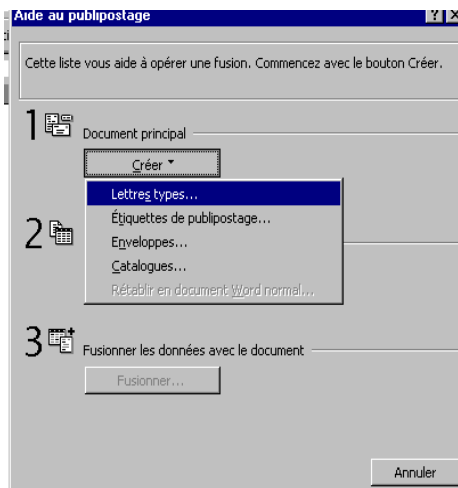 Aide au publipostage
Cette liste vous aide à opérer une fusion. Commencez avec le bouton Créer.
1
Document principal
Créer
Lettres types...
Étiquettes de publipostage...
2
Enveloppes...
Catalogues...
Rétablir en document Word normal...
3
Fusionner les données avec le document
Fusionner...
Annuler